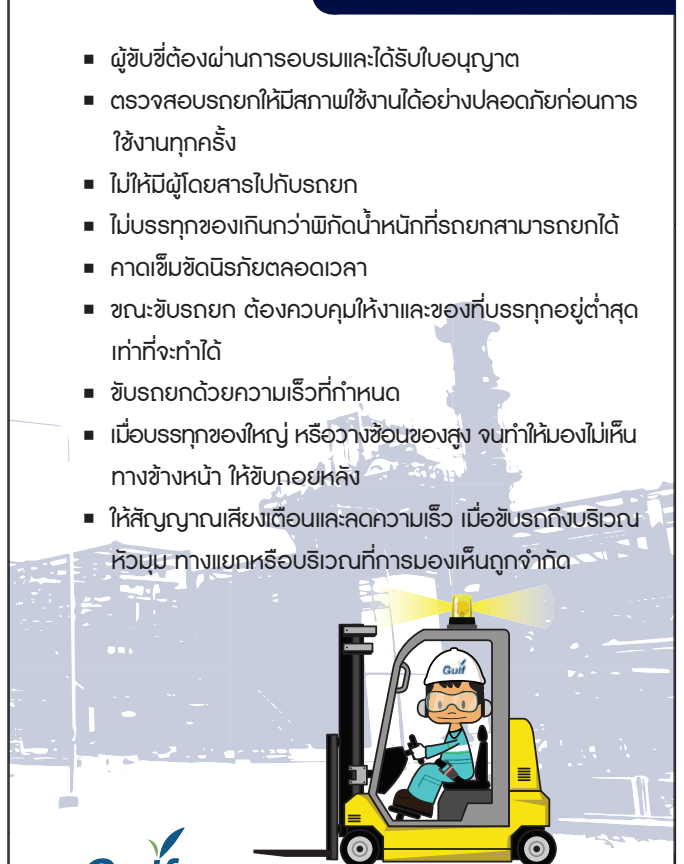 ▪ ผู้ขับขี่ต้องผ่านการอบรมและได้รับใบอนุญาต
▪ ตรวจสอบรถยกให้มีสภาพใช้งานได้อย่างปลอดภัยก่อนการ
ใช้งานทุกครั้ง
▪ ไม่ให้มีผู้โดยสารไปกับรถยก
▪ ไม่บรรทุกของเกินกว่าพิกัดน้ำหนักที่รถยกสามารถยกได้
▪ คาดเข็มขัดนิรภัยตลอดเวลา
▪ ขณะขับรถยก ต้องควบคุมให้งาและของที่บรรทุกอยู่ต่ำสุด
เท่าที่จะทำได้
▪ ขับรถยกด้วยความเร็วที่กำหนด
▪ เมื่อบรรทุกของใหญ่ หรือวางซ้อนของสูง จนทำให้มองไม่เห็น
ทางข้างหน้า ให้ขับถอยหลัง
▪ ให้สัญญาณเสียงเตือนและลดความเร็ว เมื่อขับรถถึงบริเวณ
หัวมุม ทางแยกหรือบริเวณที่การมองเห็นถูกจำกัด
Gulf
Gulf